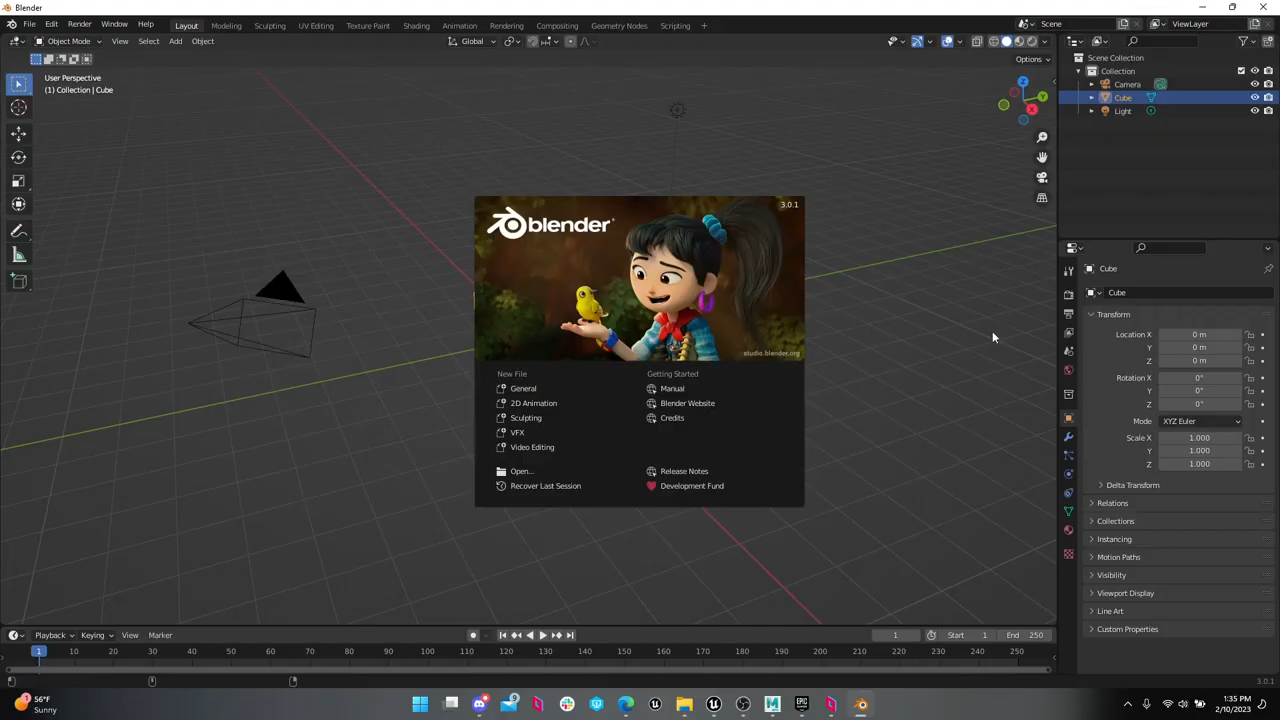 Blender
File Edit Render Window Help Layout Modeling Sculpting UV Editing Texture Paint Shading Animation Rendering Compositing Geometry Nodes Scripting + Scene ViewLayer
Object Mode View Select Add Object Global
Options
User Perspective
(1) Collection | Cube
Scene Collection
Collection
Camera
Cube
Light
Z
Y
X
blender
3.0.1
studio.blender.org
New File
General
2D Animation
Sculpting
VFX
Video Editing
Open...
Recover Last Session
Getting Started
Manual
Blender Website
Credits
Release Notes
Development Fund
Cube
Cube
Transform
Location X 0 m
Y 0 m
Z 0 m
Rotation X 0°
Y 0°
Z 0°
Mode XYZ Euler
Scale X 1.000
Y 1.000
Z 1.000
Delta Transform
Relations
Collections
Instancing
Motion Paths
Visibility
Viewport Display
Line Art
Custom Properties
Playback Keying View Marker 1 Start 1 End 250
1 10 20 30 40 50 60 70 80 90 100 110 120 130 140 150 160 170 180 190 200 210 220 230 240 250
3.0.1
56°F
Sunny
9
EPIC
1:35 PM
2/10/2023